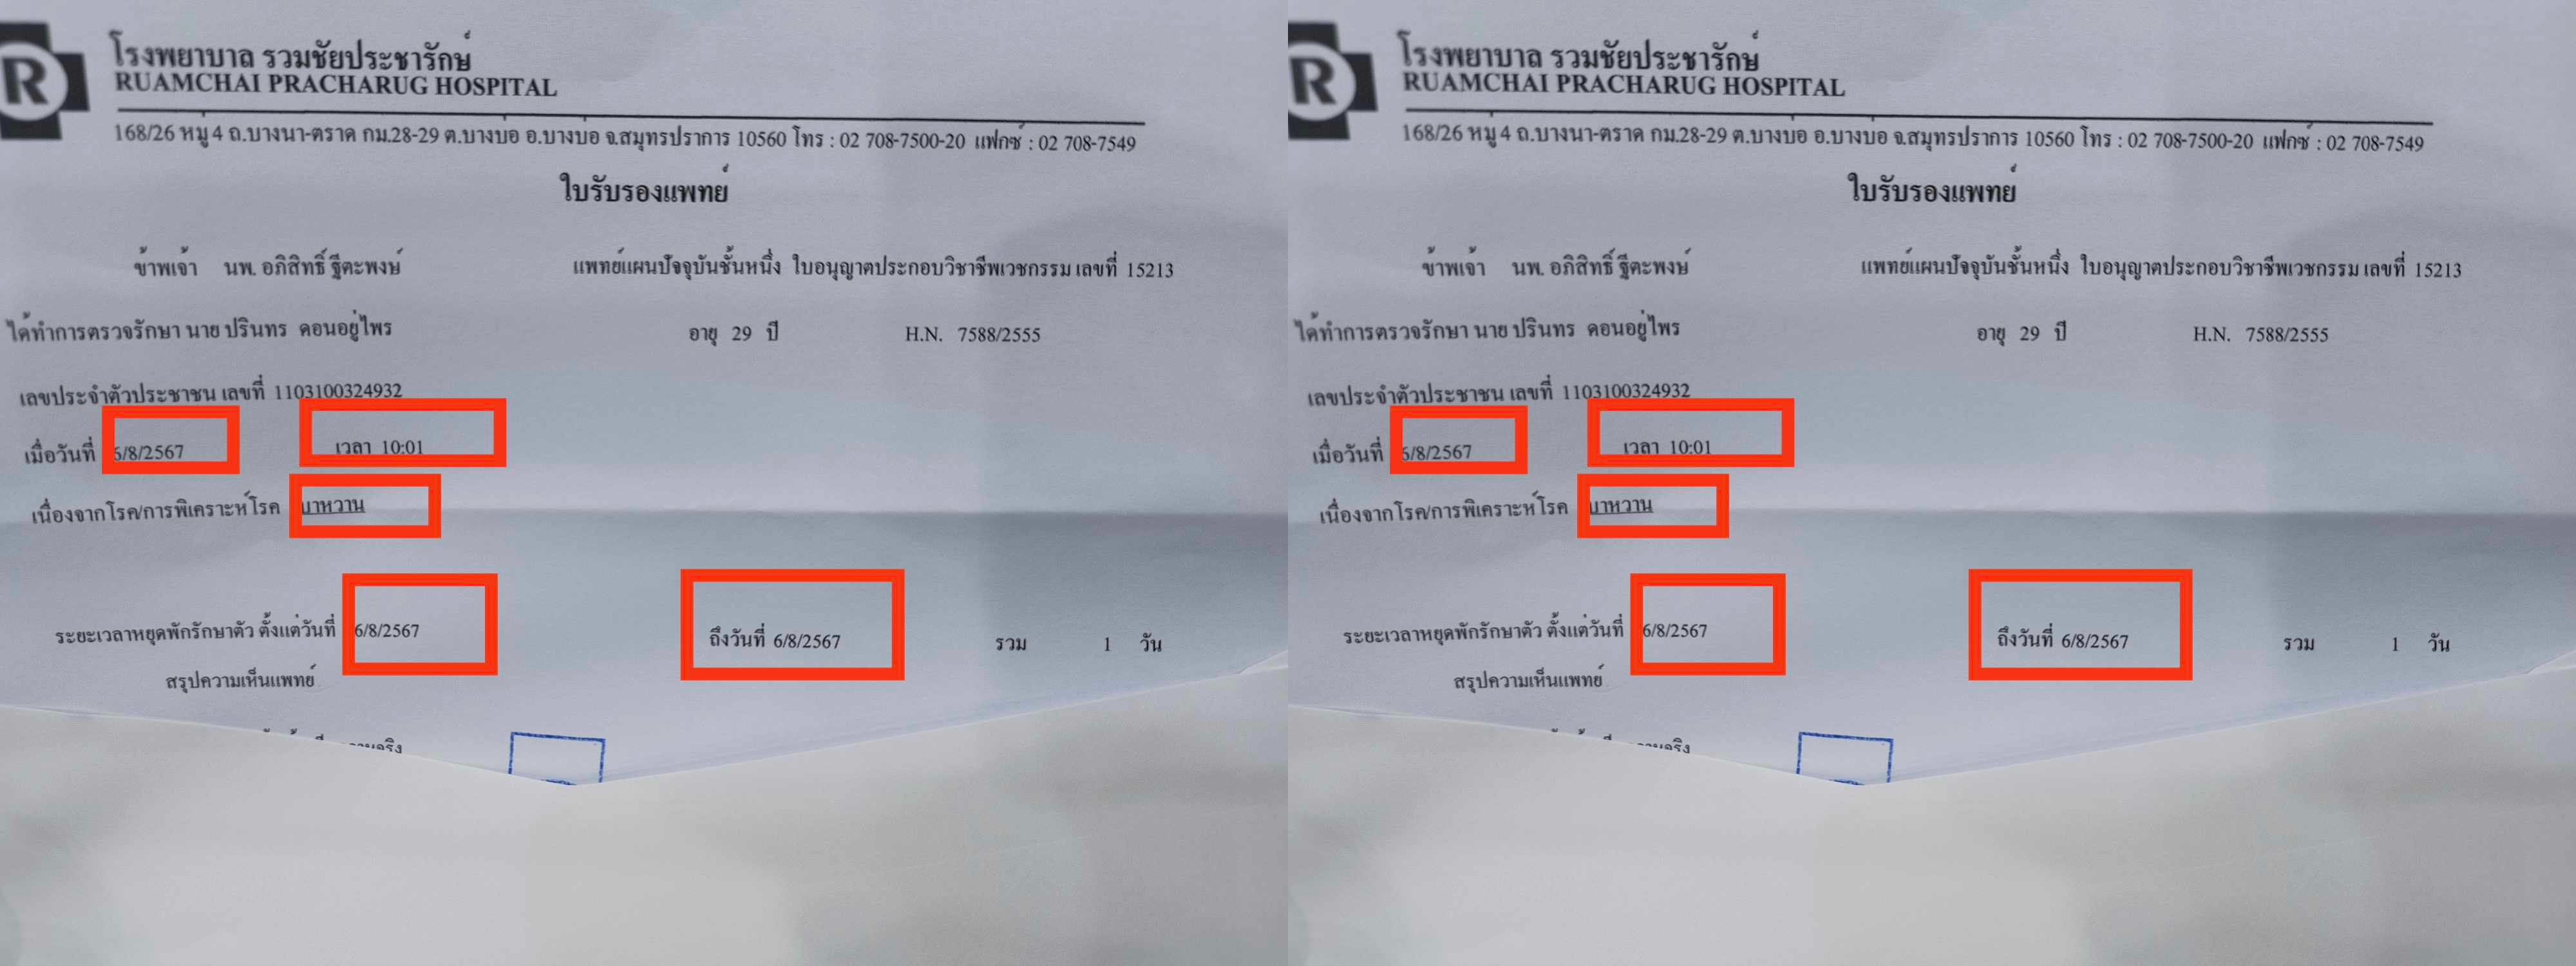 R
โรงพยาบาล รวมชัยประชารักษ์
RUAMCHAI PRACHARUG HOSPITAL
168/26 หมู่ 4 ถ.บางนา-ตราด กม.28-29 ต.บางบอ อ.บางบอ จ.สมุทรปราการ 10560 โทร : 02 708-7500-20 แฟกซ์ : 02 708-7549
ใบรับรองแพทย์
ข้าพเจ้า นพ. อภิสิทธิ์ ฐีตะพงษ์ แพทย์แผนปัจจุบันชั้นหนึ่ง ใบอนุญาตประกอบวิชาชีพเวชกรรม เลขที่ 15213
ได้ทำการตรวจรักษา นาย ปรินทร คอนอยู่ไพร อายุ 29 ปี H.N. 7588/2555
เลขประจำตัวประชาชน เลขที่ 1103100324932
เมื่อวันที่ 6/8/2567 เวลา 10:01
เนื่องจากโรค/การพิเคราะห์โรค เบาหวาน
ระยะเวลาหยุดพักรักษาตัว ตั้งแต่วันที่ 6/8/2567 ถึงวันที่ 6/8/2567 รวม 1 วัน
สรุปความเห็นแพทย์
R
โรงพยาบาล รวมชัยประชารักษ์
RUAMCHAI PRACHARUG HOSPITAL
168/26 หมู่ 4 ถ.บางนา-ตราด กม.28-29 ต.บางบอ อ.บางบอ จ.สมุทรปราการ 10560 โทร : 02 708-7500-20 แฟกซ์ : 02 708-7549
ใบรับรองแพทย์
ข้าพเจ้า นพ. อภิสิทธิ์ ฐีตะพงษ์ แพทย์แผนปัจจุบันชั้นหนึ่ง ใบอนุญาตประกอบวิชาชีพเวชกรรม เลขที่ 15213
ได้ทำการตรวจรักษา นาย ปรินทร คอนอยู่ไพร อายุ 29 ปี H.N. 7588/2555
เลขประจำตัวประชาชน เลขที่ 1103100324932
เมื่อวันที่ 6/8/2567 เวลา 10:01
เนื่องจากโรค/การพิเคราะห์โรค เบาหวาน
ระยะเวลาหยุดพักรักษาตัว ตั้งแต่วันที่ 6/8/2567 ถึงวันที่ 6/8/2567 รวม 1 วัน
สรุปความเห็นแพทย์